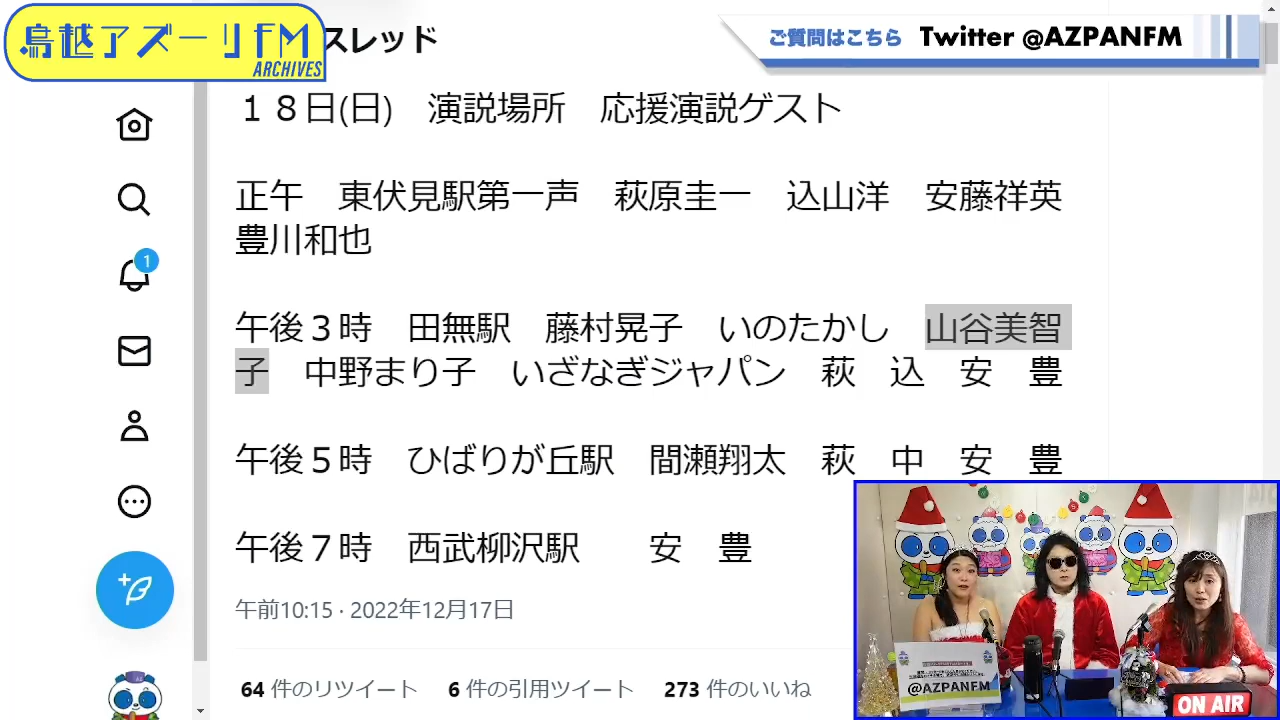 鳥越アズーリFM
ARCHIVES
スレッド
ご質問はこちら Twitter @AZPANFM
１８日(日)　演説場所　応援演説ゲスト
正午　東伏見駅第一声　萩原圭一　込山洋　安藤祥英
豊川和也
1
午後３時　田無駅　藤村晃子　いのたかし　山谷美智
子　中野まり子　いざなぎジャパン　萩　込　安　豊
午後５時　ひばりが丘駅　間瀬翔太　萩　中　安　豊
午後７時　西武柳沢駅　　安　豊
午前10:15 · 2022年12月17日
64 件のリツイート　6 件の引用ツイート　273 件のいいね
@AZPANFM
ON AIR